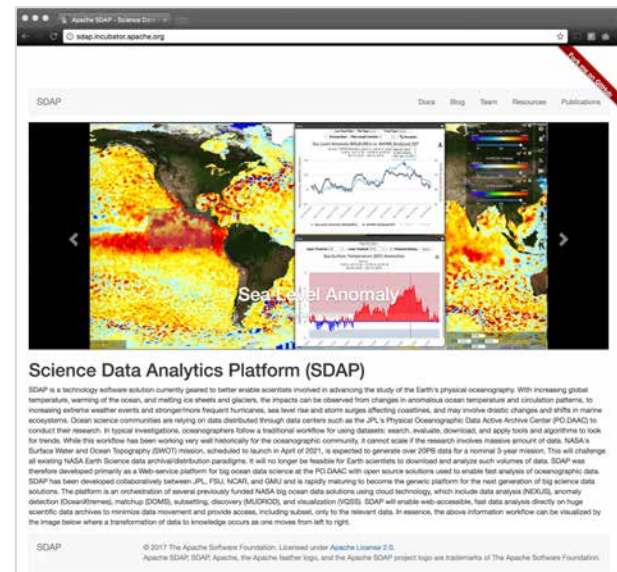 Apache SDAP - Science Data
sdap.incubator.apache.org
Fork me on GitHub
SDAP Docs Blog Team Resources Publications
Sea Level Anomaly
Science Data Analytics Platform (SDAP)
SDAP is a technology software solution currently geared to better enable scientists involved in advancing the study of the Earth's physical oceanography. With increasing global
temperature, warming of the ocean, and melting ice sheets and glaciers, the impacts can be observed from changes in anomalous ocean temperature and circulation patterns, to
increasing extreme weather events and stronger/more frequent hurricanes, sea level rise and storm surges affecting coastlines, and may involve drastic changes and shifts in marine
ecosystems. Ocean science communities are relying on data distributed through data centers such as the JPL's Physical Oceanographic Data Active Archive Center (PO.DAAC) to
conduct their research. In typical investigations, oceanographers follow a traditional workflow for using datasets: search, evaluate, download, and apply tools and algorithms to look
for trends. While this workflow has been working very well historically for the oceanographic community, it cannot scale if the research involves massive amount of data. NASA's
Surface Water and Ocean Topography (SWOT) mission, scheduled to launch in April of 2021, is expected to generate over 20PB data for a nominal 3-year mission. This will challenge
all existing NASA Earth Science data archival/distribution paradigms. It will no longer be feasible for Earth scientists to download and analyze such volumes of data. SDAP was
therefore developed primarily as a Web-service platform for big ocean data science at the PO.DAAC with open source solutions used to enable fast analysis of oceanographic data.
SDAP has been developed collaboratively between JPL, FSU, NCAR, and GMU and is rapidly maturing to become the generic platform for the next generation of big science data
solutions. The platform is an orchestration of several previously funded NASA big ocean data solutions using cloud technology, which include data analysis (NEXUS), anomaly
detection (OceanXtremes), matchup (DOMS), subsetting, discovery (MUDROD), and visualization (VQSS). SDAP will enable web-accessible, fast data analysis directly on huge
scientific data archives to minimize data movement and provide access, including subset, only to the relevant data. In essence, the above information workflow can be visualized by
the image below where a transformation of data to knowledge occurs as one moves from left to right.
SDAP © 2017 The Apache Software Foundation. Licensed under Apache License 2.0.
Apache SDAP, SDAP, Apache, the Apache feather logo, and the Apache SDAP project logo are trademarks of The Apache Software Foundation.